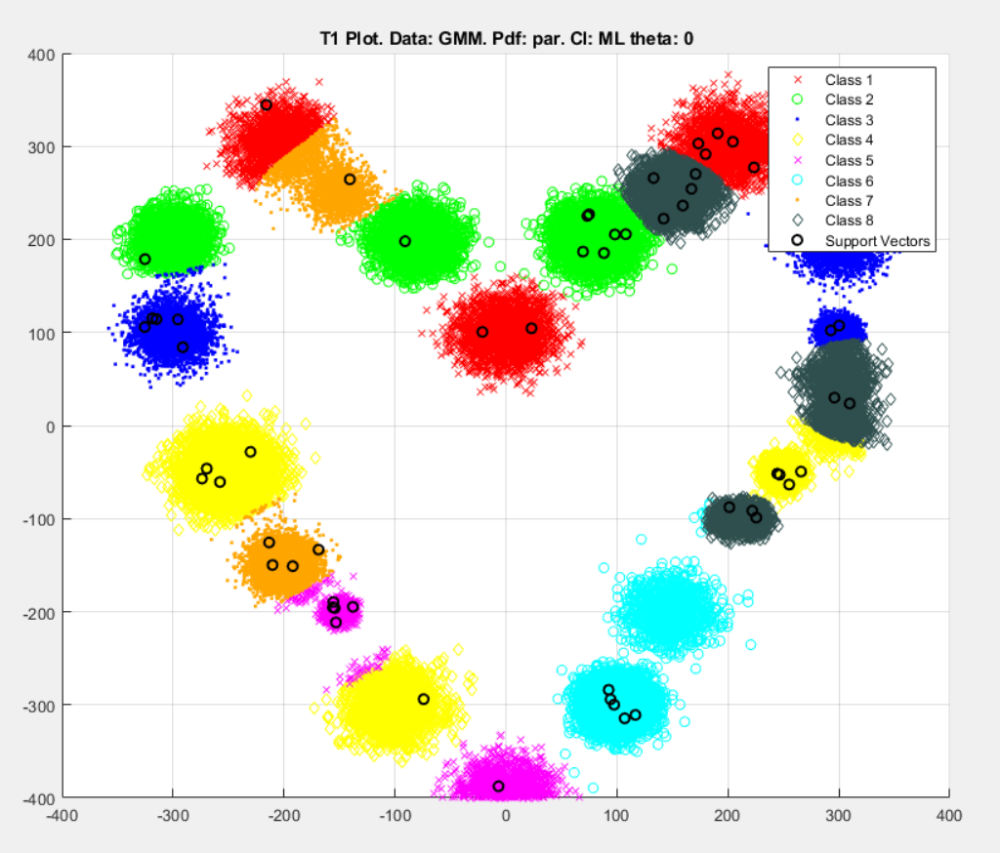 T1 Plot. Data: GMM. Pdf: par. Cl: ML theta: 0
400
300
200
100
0
-100
-200
-300
-400
-400
-300
-200
-100
0
100
200
300
400
Class 1
Class 2
Class 3
Class 4
Class 5
Class 6
Class 7
Class 8
Support Vectors